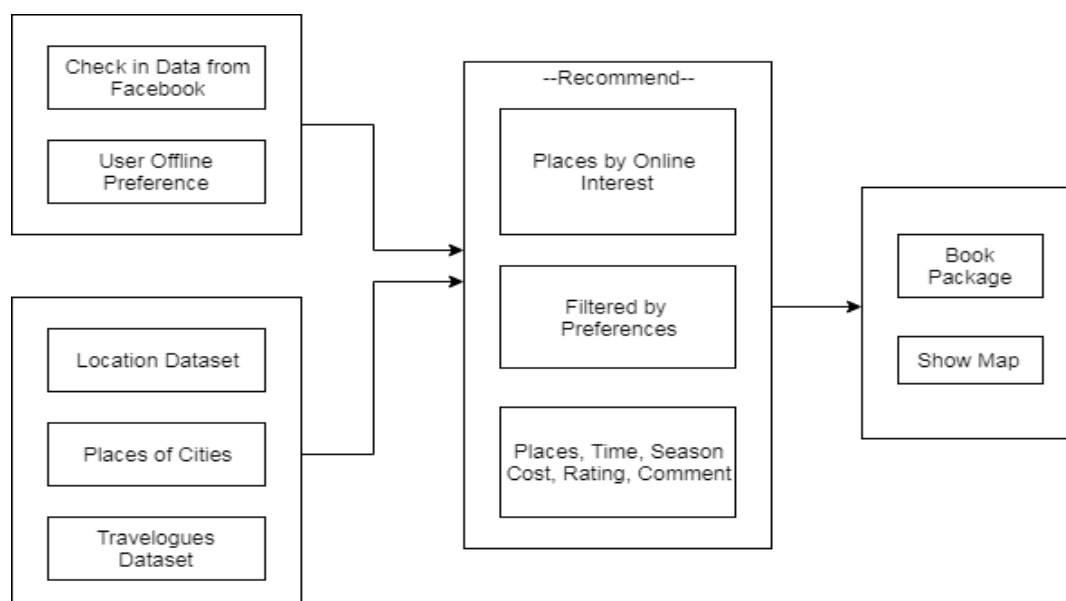 Check in Data from
Facebook
User Offline
Preference
Location Dataset
Places of Cities
Travelogues
Dataset
--Recommend--
Places by Online
Interest
Filtered by
Preferences
Places, Time, Season
Cost, Rating, Comment
Book
Package
Show Map